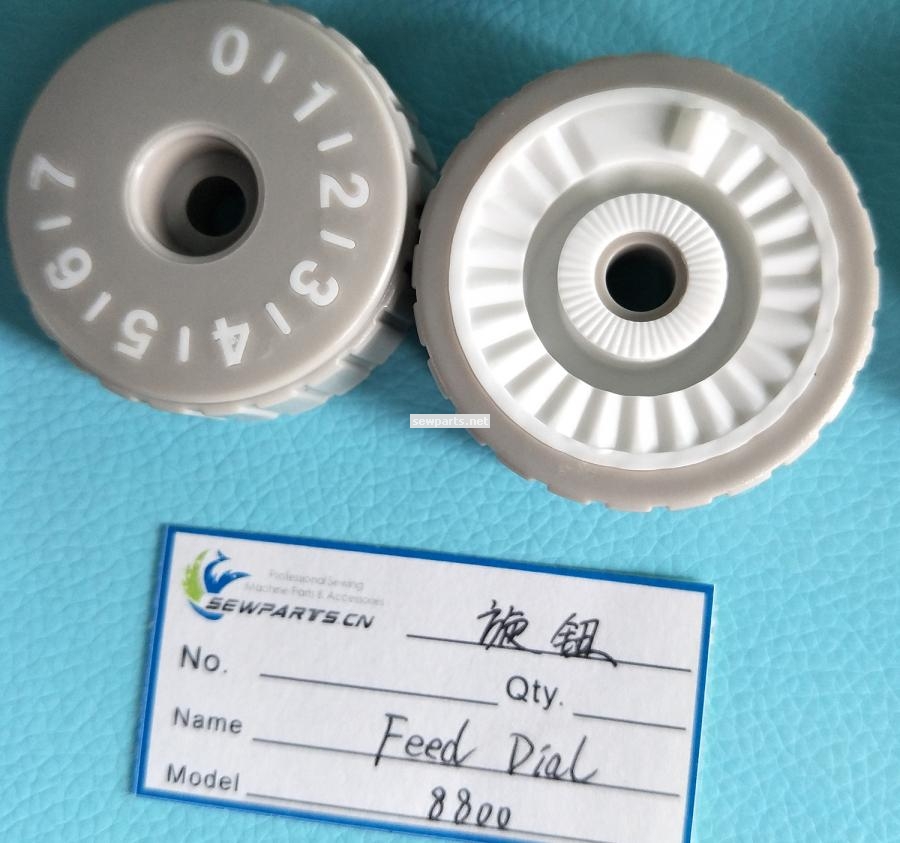 0 1 2 3 4 5 6 7
sewparts.net
Professional Sewing
Machine Parts & Accessories
SEWPARTS.CN
旋钮
No.
Qty.
Name Feed Dial
Model 8800